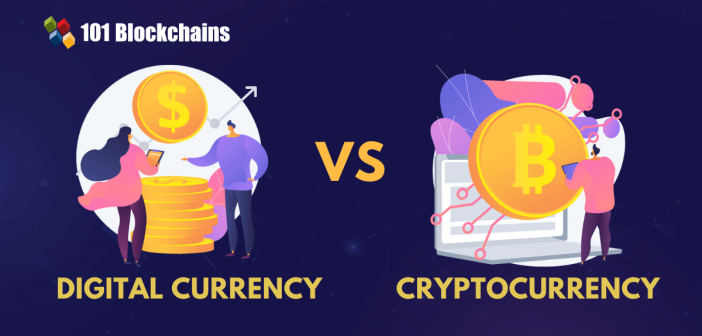 101 Blockchains
$
VS
B
DIGITAL CURRENCY
CRYPTOCURRENCY